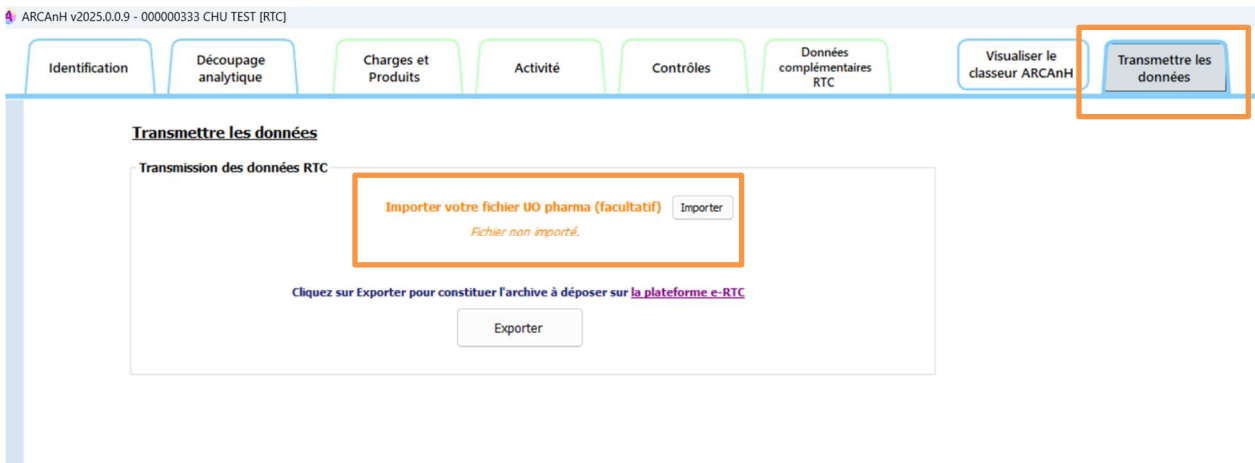 ARCAnH v2025.0.0.9 - 000000333 CHU TEST [RTC]
Identification
Découpage
analytique
Charges et
Produits
Activité
Contrôles
Données
complémentaires
RTC
Visualiser le
classeur ARCAnH
Transmettre les
données
Transmettre les données
Transmission des données RTC
Importer votre fichier UO pharma (facultatif) Importer
Fichier non importé.
Cliquez sur Exporter pour constituer l'archive à déposer sur la plateforme e-RTC
Exporter